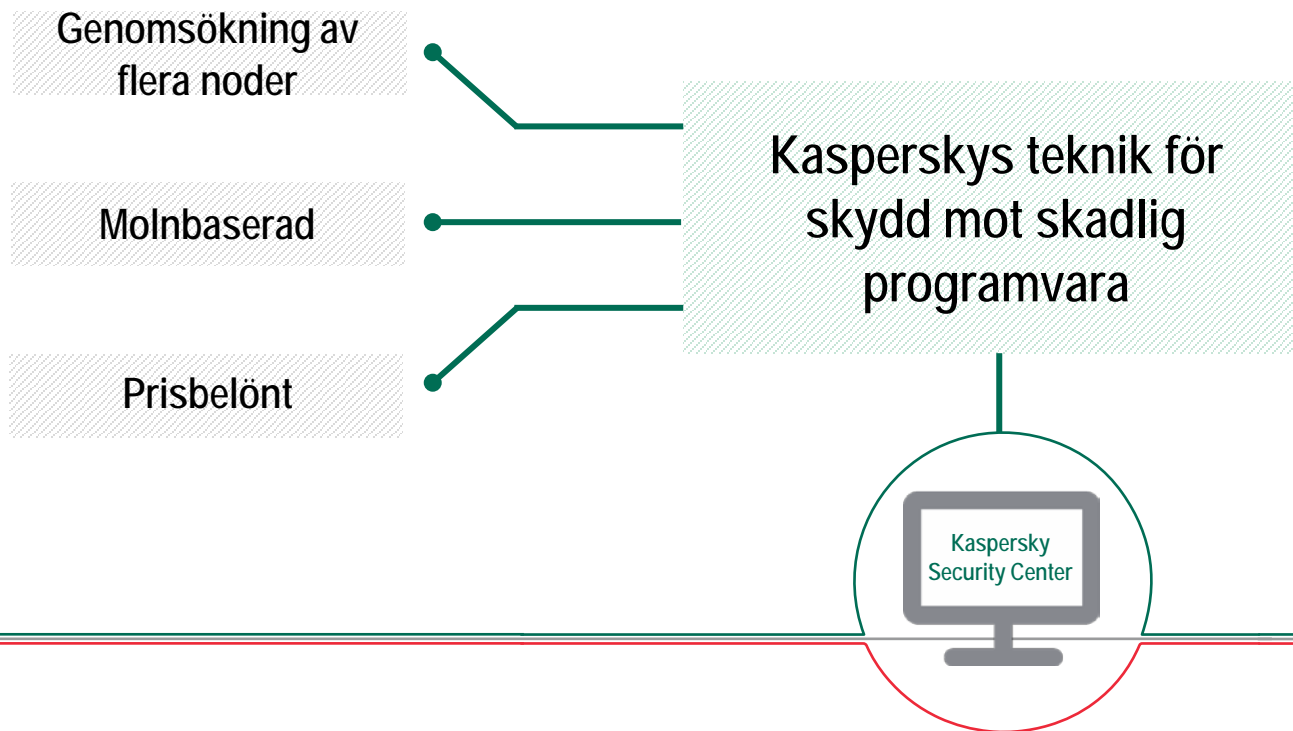 Genomsökning av
flera noder
Kasperskys teknik för
skydd mot skadlig
programvara
Molnbaserad
Prisbelönt
Kaspersky
Security Center